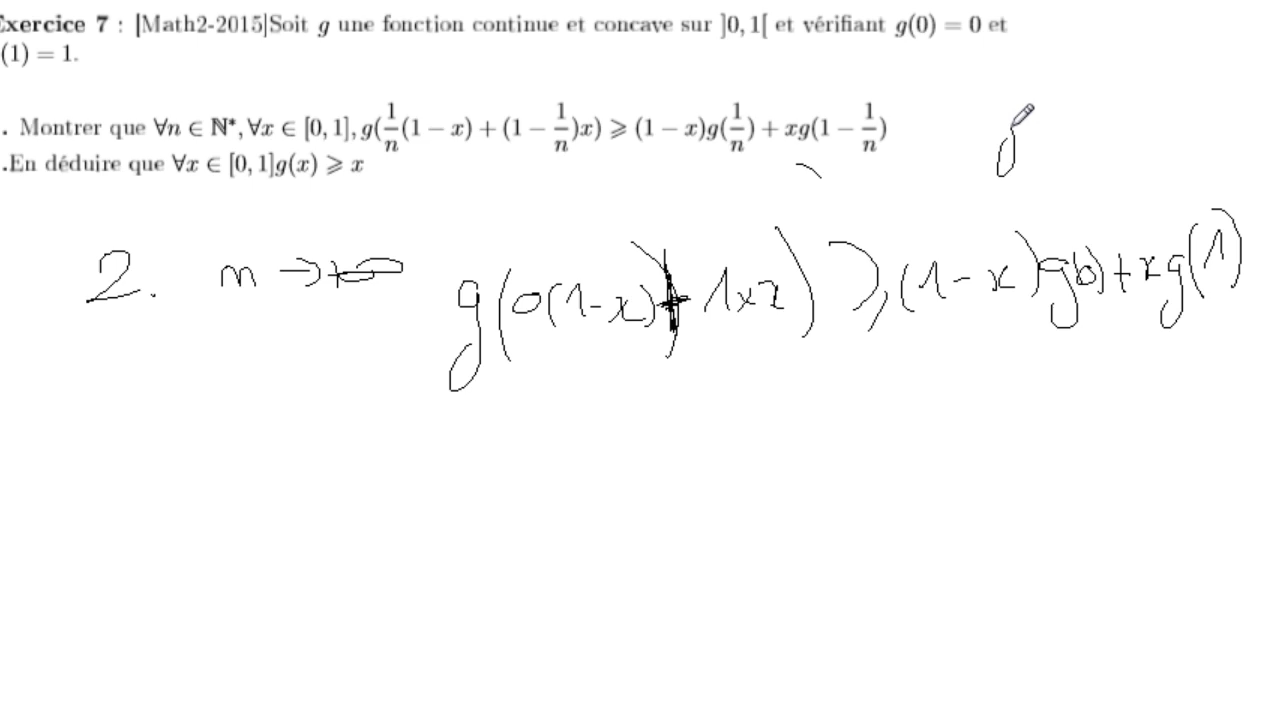 Exercice 7 : [Math2-2015]Soit g une fonction continue et concave sur ]0, 1[ et vérifiant g(0) = 0 et
(1) = 1.
. Montrer que ∀n ∈ ℕ*, ∀x ∈ [0, 1], g(1/n(1 − x) + (1 − 1/n)x) ⩾ (1 − x)g(1/n) + xg(1 − 1/n)
.En déduire que ∀x ∈ [0, 1]g(x) ⩾ x
2. n → +∞ g(0(1-x) + 1×x) ⩾ (1-x)g(0) + xg(1)